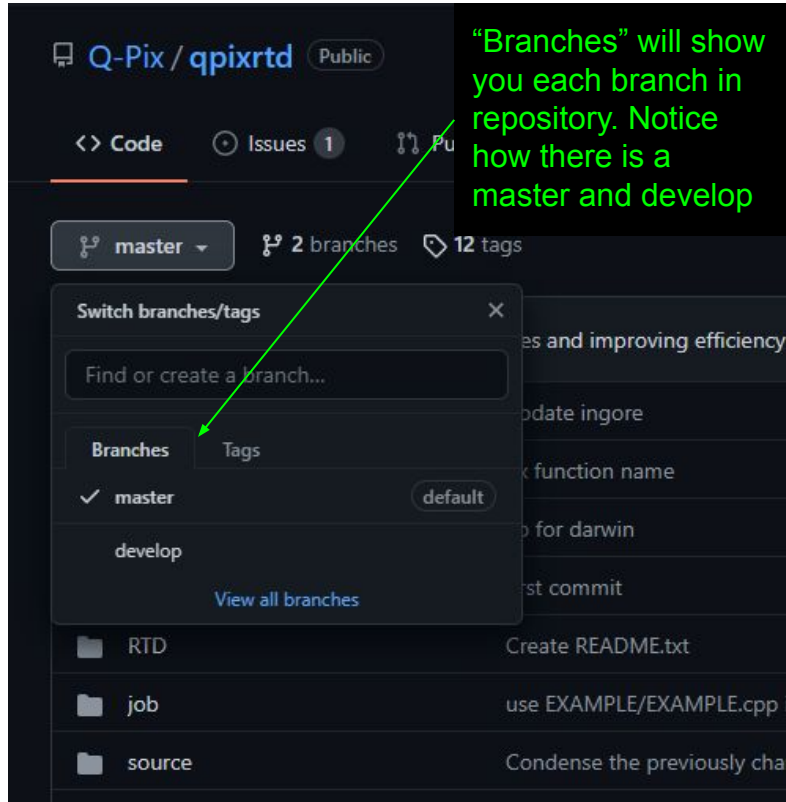 Q-Pix / qpixrtd Public
“Branches” will show
you each branch in
repository. Notice
how there is a
master and develop
<> Code Issues 1
master 2 branches 12 tags
Switch branches/tags
es and improving efficiency
Find or create a branch...
pdate ingore
Branches Tags
function name
master default
for darwin
develop
rst commit
View all branches
RTD Create README.txt
job use EXAMPLE/EXAMPLE.cpp
source Condense the previously cha